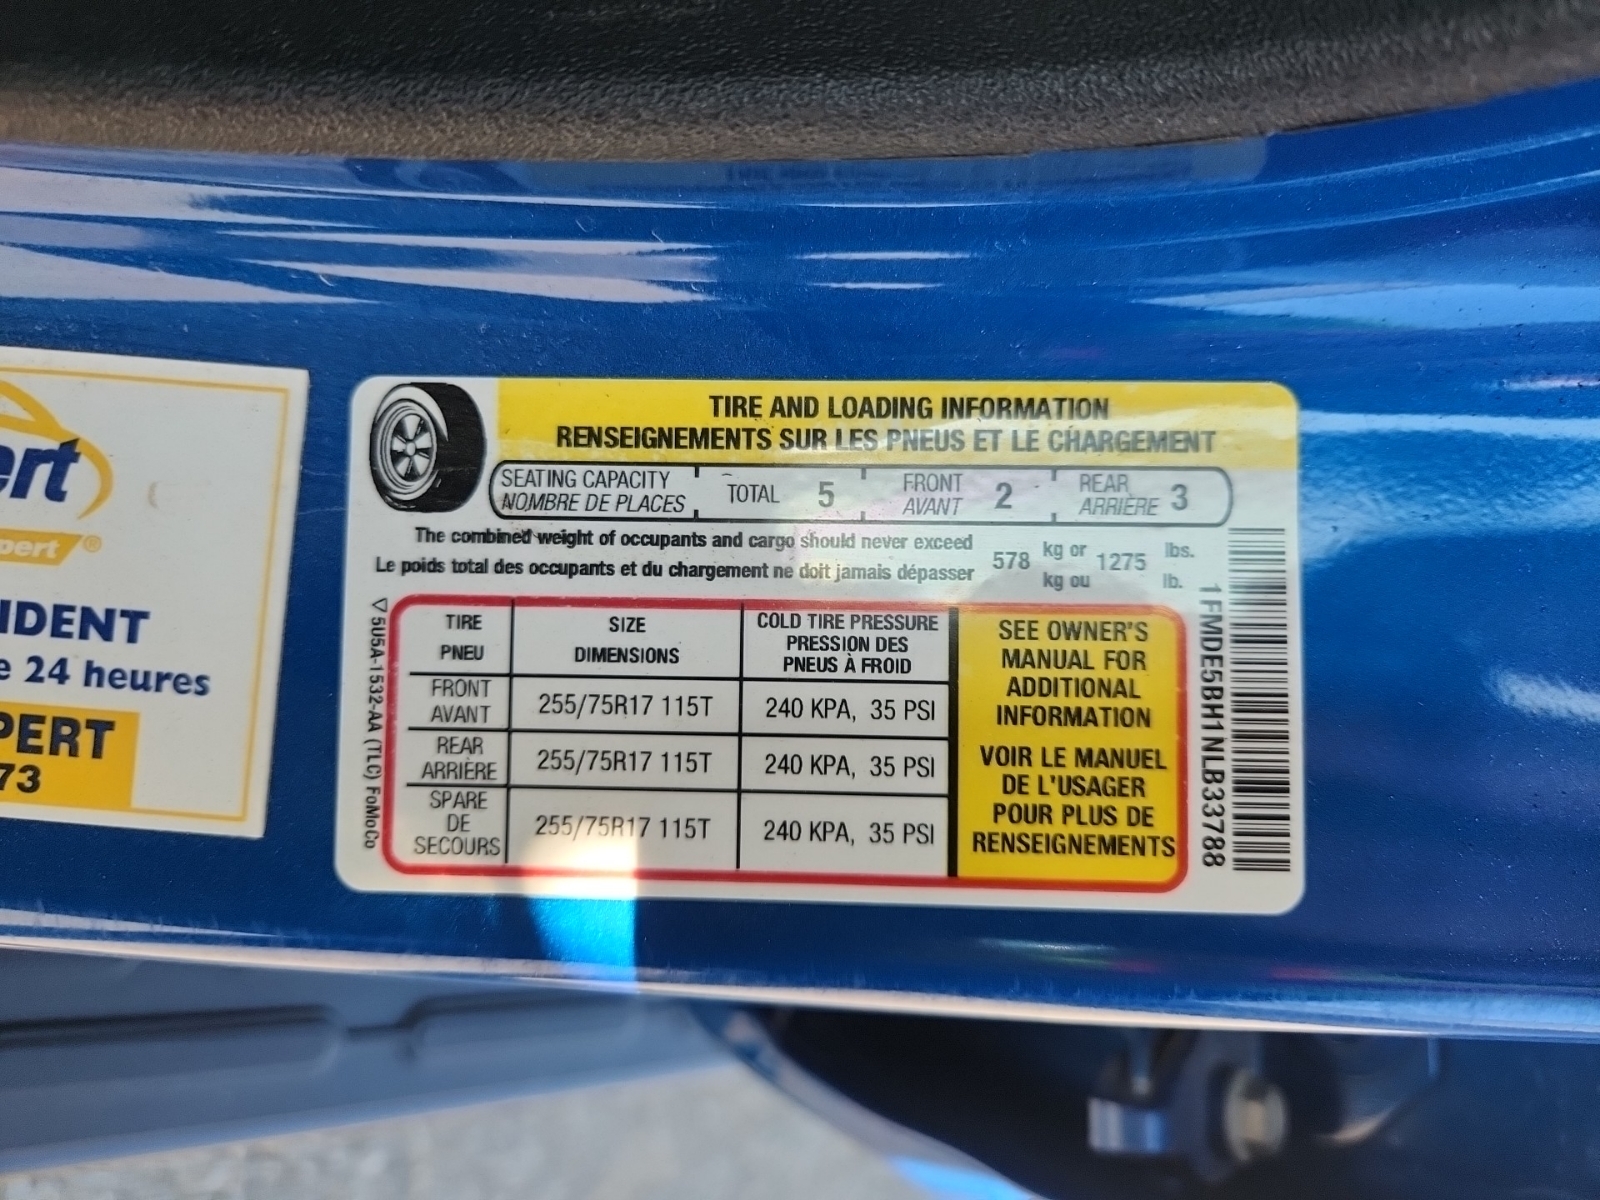 ert
pert®
IDENT
e 24 heures
PERT
73
TIRE AND LOADING INFORMATION
RENSEIGNEMENTS SUR LES PNEUS ET LE CHARGEMENT
SEATING CAPACITY
NOMBRE DE PLACES
TOTAL 5
FRONT
AVANT 2
REAR
ARRIÈRE 3
The combined weight of occupants and cargo should never exceed
Le poids total des occupants et du chargement ne doit jamais dépasser
578 kg or 1275 lbs.
kg ou lb.
5U5A-1532-AA (TLC) FoMoCo
TIRE
PNEU
SIZE
DIMENSIONS
COLD TIRE PRESSURE
PRESSION DES
PNEUS À FROID
FRONT
AVANT
255/75R17 115T
240 KPA, 35 PSI
REAR
ARRIÈRE
255/75R17 115T
240 KPA, 35 PSI
SPARE
DE
SECOURS
255/75R17 115T
240 KPA, 35 PSI
SEE OWNER'S
MANUAL FOR
ADDITIONAL
INFORMATION
VOIR LE MANUEL
DE L'USAGER
POUR PLUS DE
RENSEIGNEMENTS
1FMDE5BH1NLB33788